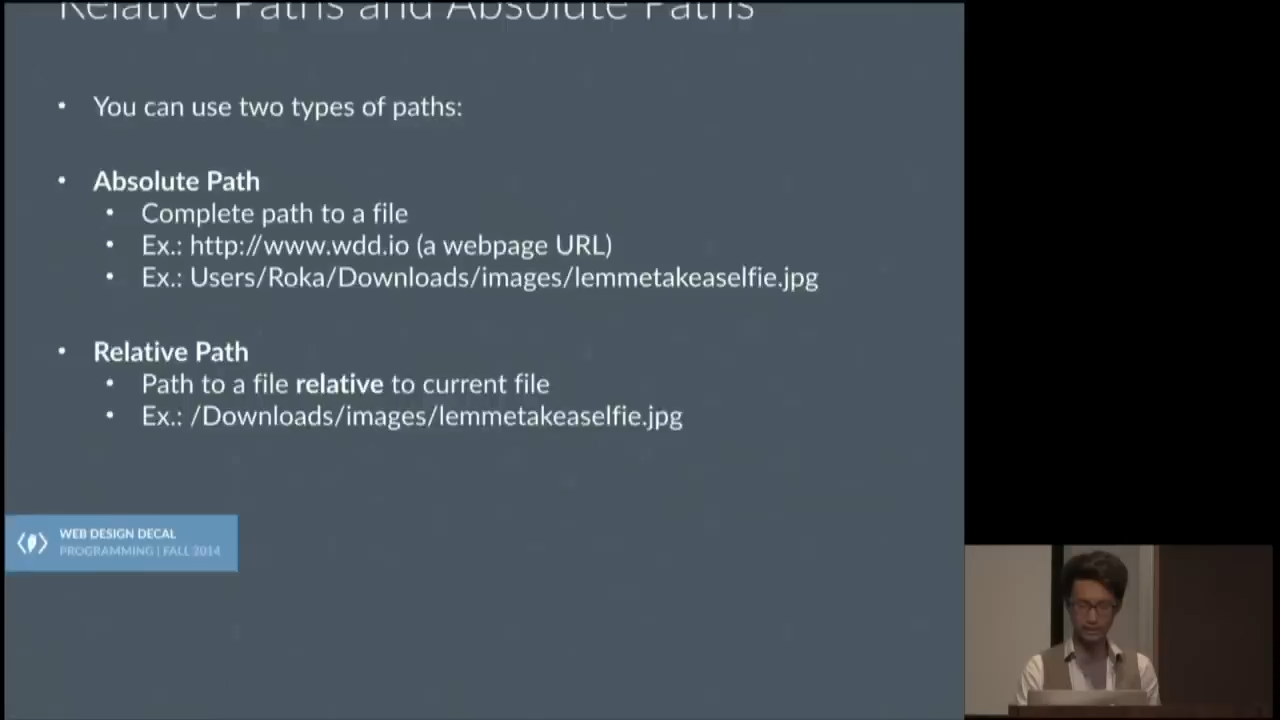 Relative Paths and Absolute Paths
• You can use two types of paths:
• Absolute Path
• Complete path to a file
• Ex.: http://www.wdd.io (a webpage URL)
• Ex.: Users/Roka/Downloads/images/lemmetakeaselfie.jpg
• Relative Path
• Path to a file relative to current file
• Ex.: /Downloads/images/lemmetakeaselfie.jpg
WEB DESIGN DECAL
PROGRAMMING | FALL 2014